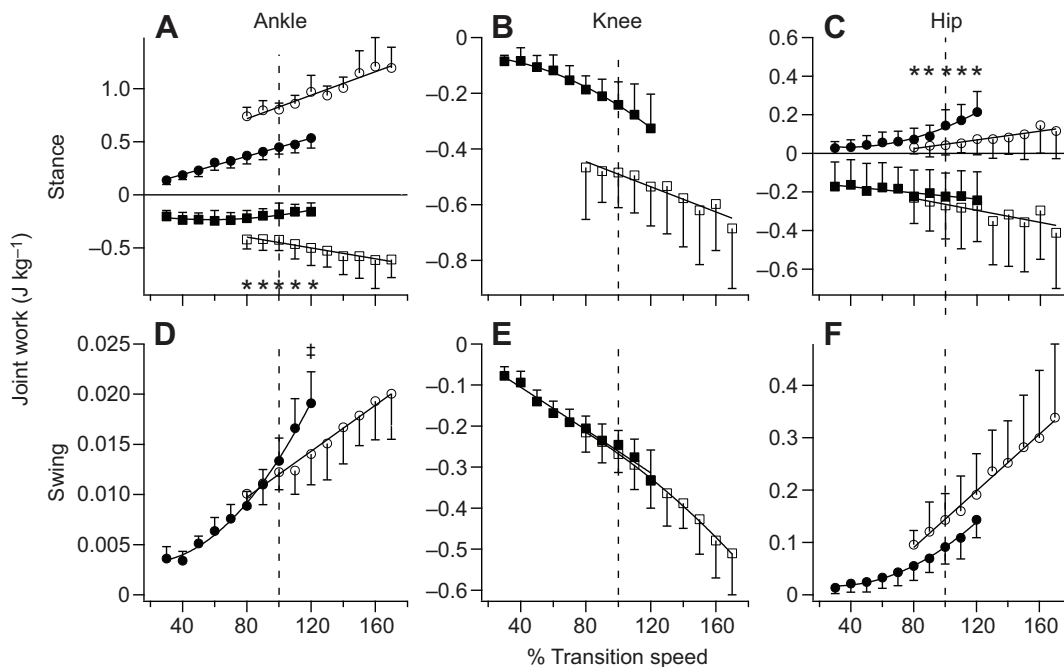 Ankle Knee Hip
A B C
1.0 0 0.6
0.5 –0.2 0.4
0 –0.4 0.2
–0.5 –0.6 0
–0.8 –0.2
–0.4
–0.6
* * * * *
* * * * *
Stance
Joint work (J kg–1)
D E F
0.025 0 0.4
0.020 –0.1 0.3
0.015 –0.2 0.2
0.010 –0.3 0.1
0.005 –0.4 0
0 –0.5
–0.6
‡
Swing
40 80 120 160 40 80 120 160 40 80 120 160
% Transition speed